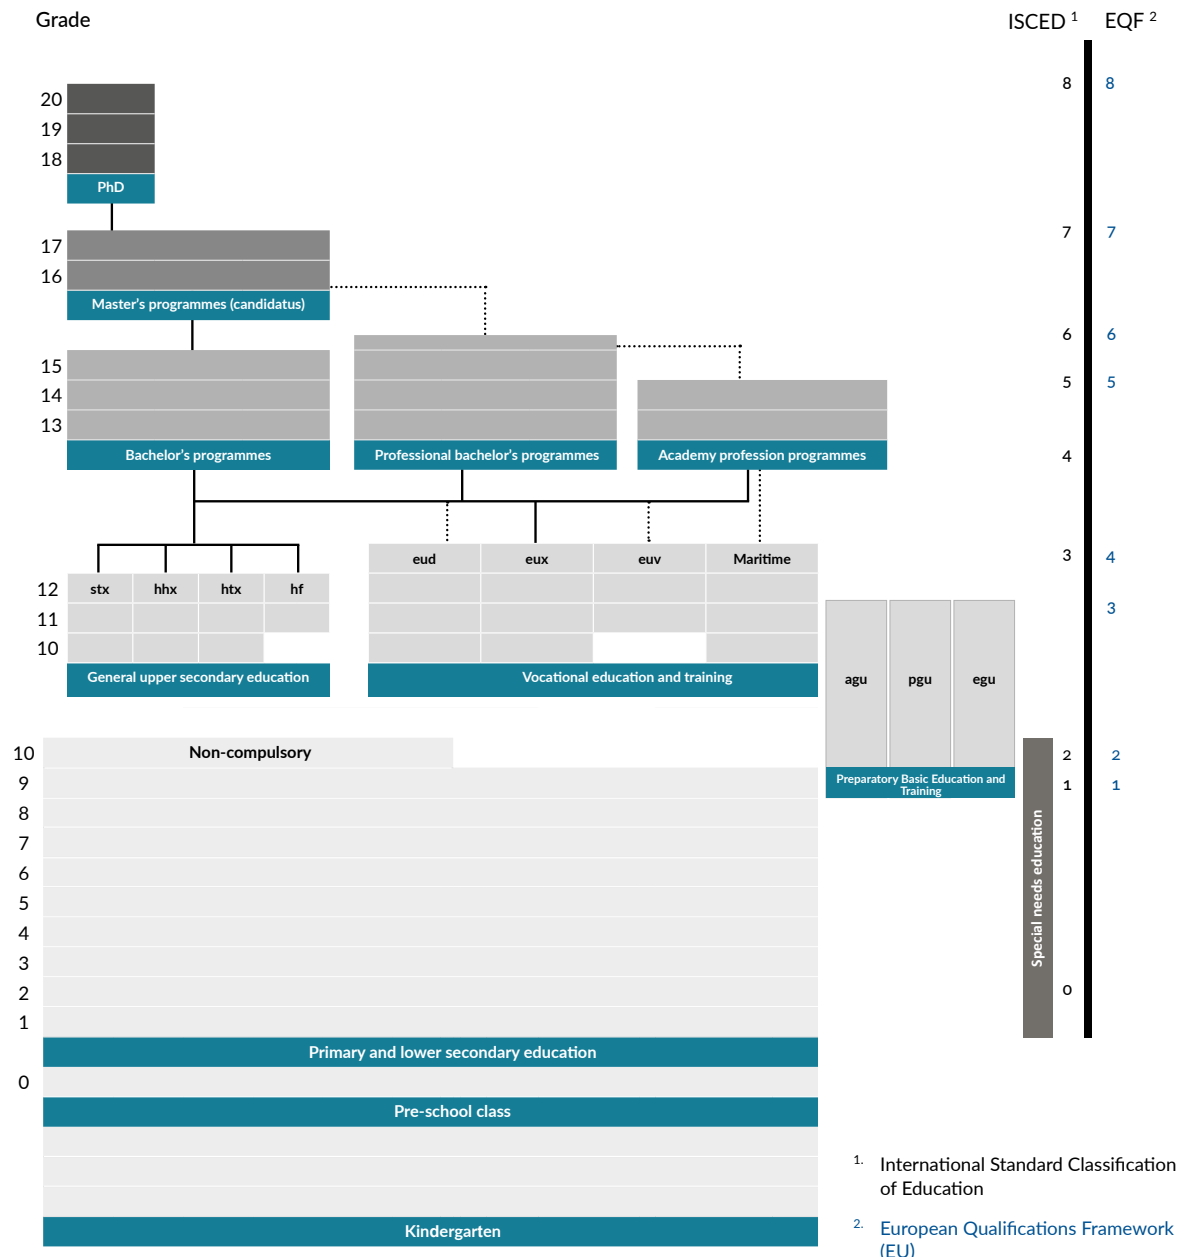 Grade
ISCED 1 EQF 2
8 8
20
19
18
PhD
7 7
17
16
Master's programmes (candidatus)
6 6
15
5 5
14
13
Bachelor's programmes Professional bachelor's programmes Academy profession programmes
4
eud eux euv Maritime
3 4
12 stx hhx htx hf
3
11
10
General upper secondary education Vocational education and training
agu pgu egu
10 Non-compulsory
2 2
9
Preparatory Basic Education and
Training
1 1
8
7
6
5
4
3
Special needs education
2
0
1
Primary and lower secondary education
0
Pre-school class
1. International Standard Classification
of Education
2. European Qualifications Framework
(EU)
Kindergarten